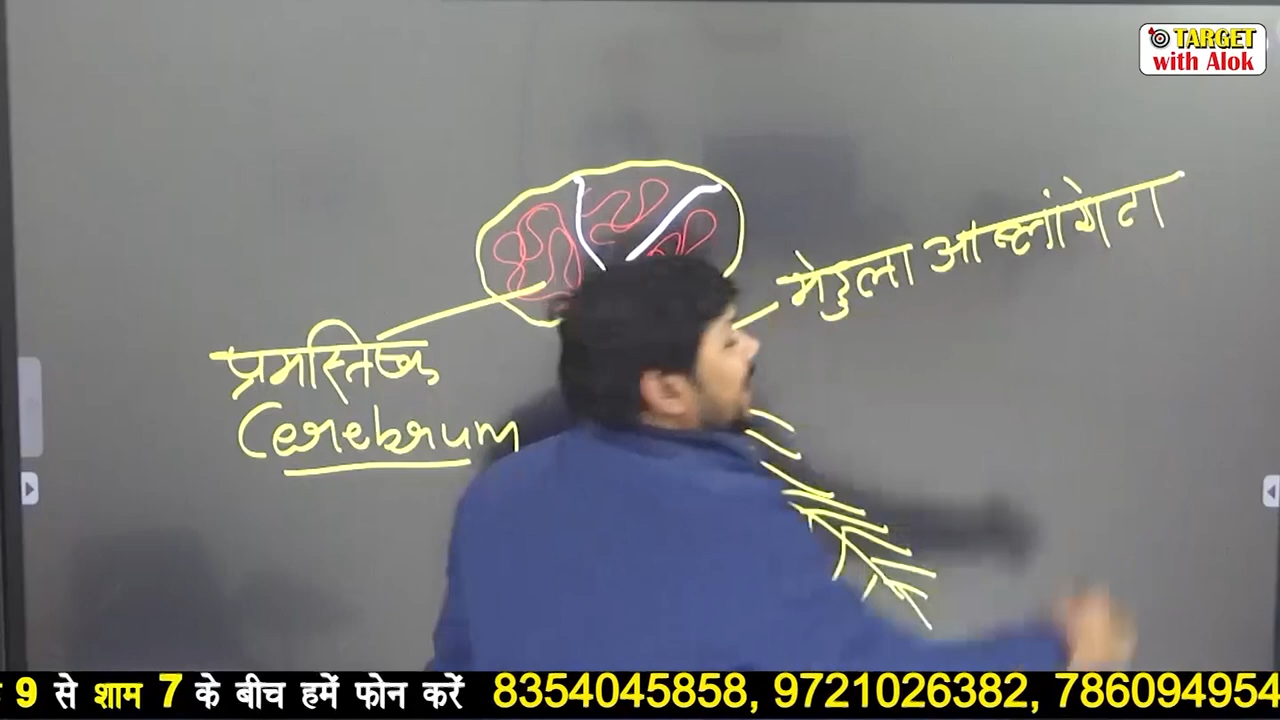 TARGET
with Alok
मेडुला आब्लांगेटा
प्रमस्तिष्क
Cerebrum
9 से शाम 7 के बीच हमें फोन करें 8354045858, 9721026382, 786094954